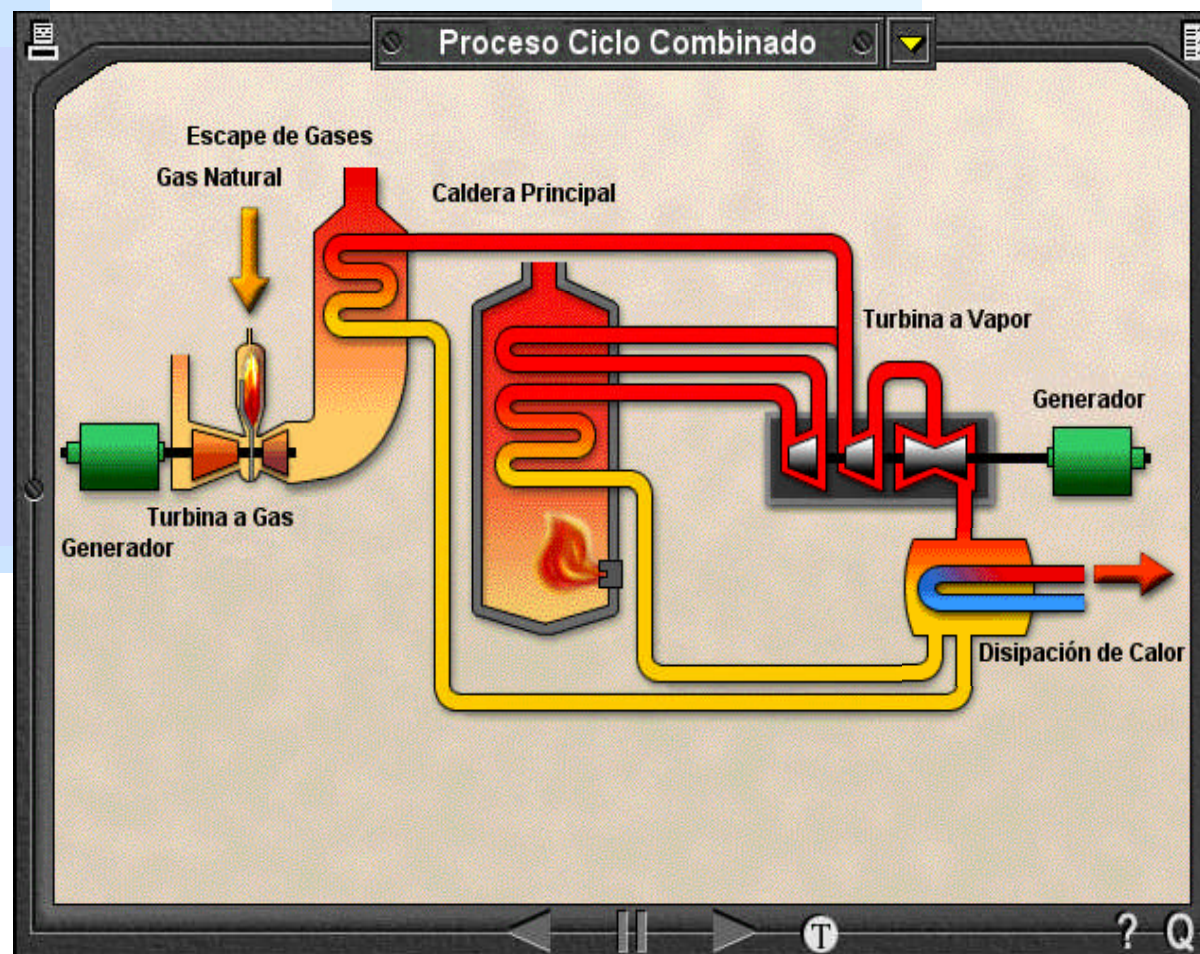 Proceso Ciclo Combinado
Escape de Gases
Gas Natural
Caldera Principal
Turbina a Vapor
Generador
Turbina a Gas
Generador
Disipación de Calor
T
? Q